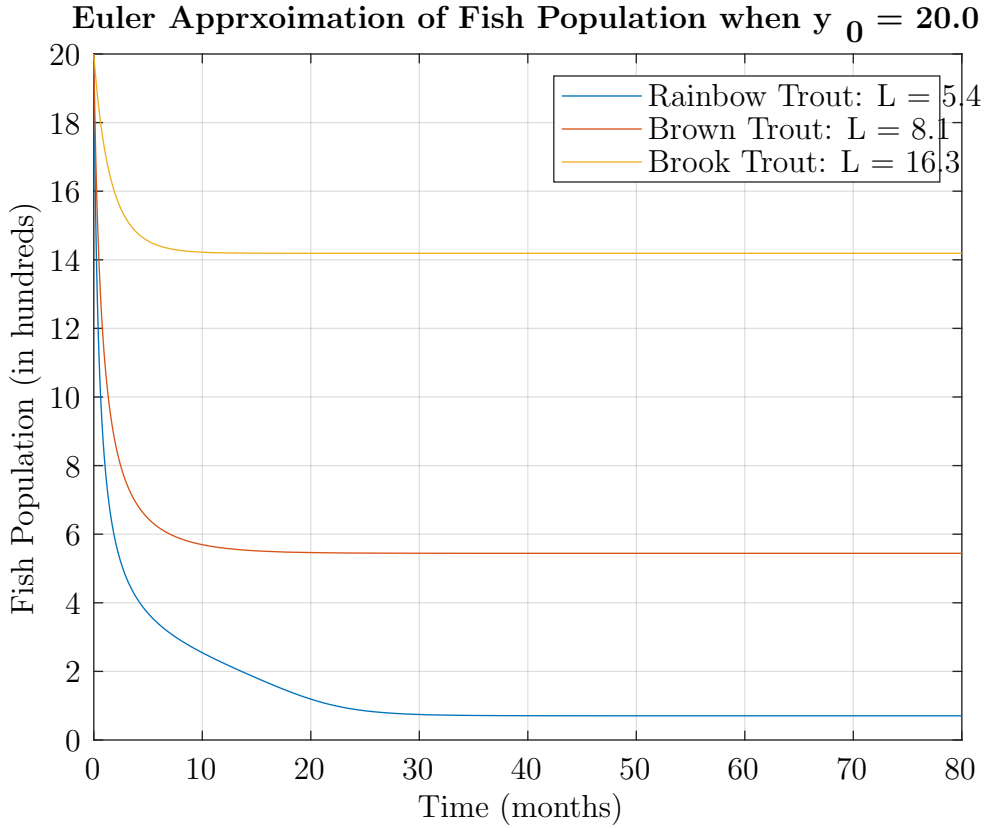 Euler Apprxoimation of Fish Population when y 0 = 20.0
Rainbow Trout: L = 5.4
Brown Trout: L = 8.1
Brook Trout: L = 16.3
Fish Population (in hundreds)
20
18
16
14
12
10
8
6
4
2
0
0 10 20 30 40 50 60 70 80
Time (months)